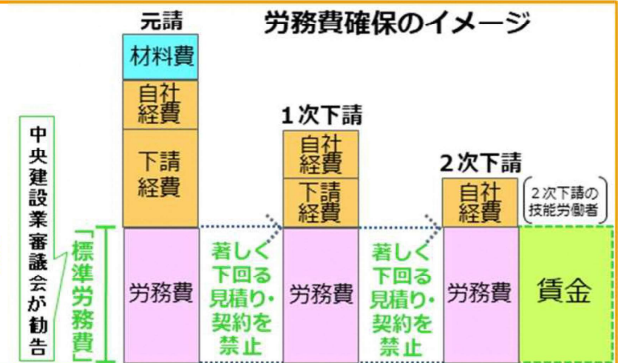 労務費確保のイメージ
元請
材料費
自社
経費
下請
経費
労務費
中央建設業審議会が勧告
「標準労務費」
著しく
下回る
見積り・
契約を
禁止
1次下請
自社
経費
下請
経費
労務費
著しく
下回る
見積り・
契約を
禁止
2次下請
自社
経費
労務費
(2次下請の
技能労働者)
賃金